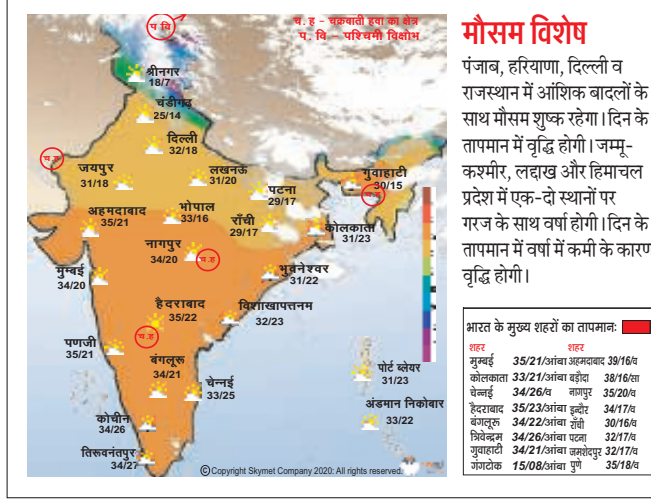 प वि
च. ह - चक्रवाती हवा का क्षेत्र
प. वि – पश्चिमी विक्षोभ
श्रीनगर
18/7
चंडीगढ़
25/14
दिल्ली
32/18
च.ह
जयपुर
31/18
लखनऊ
31/20
पटना
29/17
गुवाहाटी
30/15
च.ह
अहमदाबाद
35/21
भोपाल
33/16
राँची
29/17
कोलकाता
31/23
नागपुर
34/20
च.ह
मुम्बई
34/20
भुवनेश्वर
31/22
हैदराबाद
35/22
विशाखापत्तनम
32/23
च.ह
पणजी
35/21
बंगलूरू
34/21
चेन्नई
33/25
पोर्ट ब्लेयर
31/23
अंडमान निकोबार
33/22
कोचीन
34/26
तिरूवनंतपुर
34/27
©Copyright Skymet Company 2020: All rights reserved.
मौसम विशेष
पंजाब, हरियाणा, दिल्ली व
राजस्थान में आंशिक बादलों के
साथ मौसम शुष्क रहेगा। दिन के
तापमान में वृद्धि होगी। जम्मू-
कश्मीर, लद्दाख और हिमाचल
प्रदेश में एक-दो स्थानों पर
गरज के साथ वर्षा होगी। दिन के
तापमान में वर्षा में कमी के कारण
वृद्धि होगी।
भारत के मुख्य शहरों का तापमानः
शहर शहर
मुम्बई 35/21/आंबा अहमदाबाद 39/16/व
कोलकाता 33/21/आंबा बड़ौदा 38/16/सा
चेन्नई 34/26/व नागपुर 35/20/व
हैदराबाद 35/23/आंबा इन्दौर 34/17/व
बंगलूरू 34/22/आंबा राँची 30/16/व
त्रिवेन्द्रम 34/26/आंबा पटना 32/17/व
गुवाहाटी 34/21/आंबा जमशेदपुर 32/17/व
गंगटोक 15/08/आंबा पुणे 35/18/व